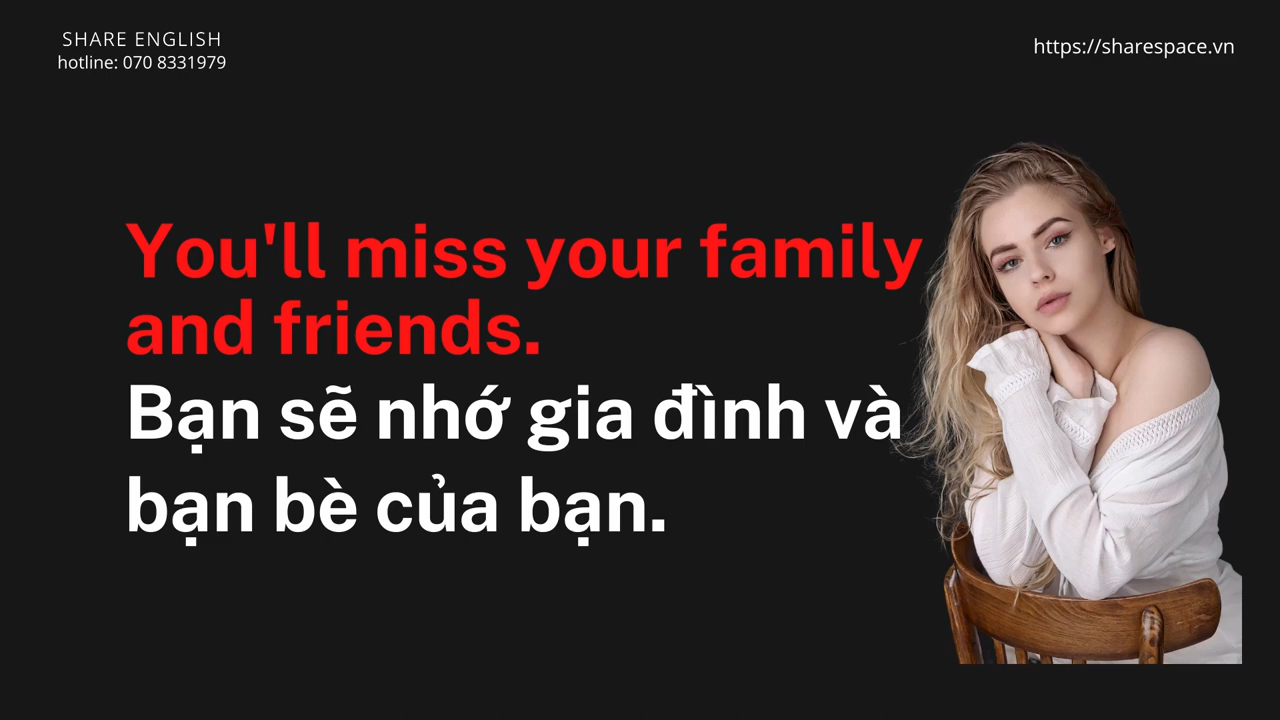 SHARE ENGLISH
hotline: 070 8331979
https://sharespace.vn
You'll miss your family
and friends.
Bạn sẽ nhớ gia đình và
bạn bè của bạn.